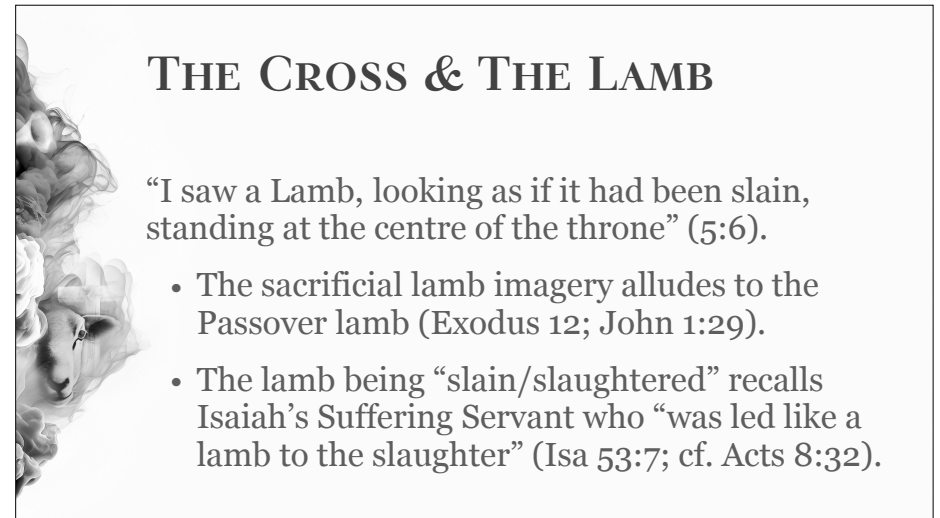 The Cross & The Lamb
“I saw a Lamb, looking as if it had been slain,
standing at the centre of the throne” (5:6).
• The sacrificial lamb imagery alludes to the
Passover lamb (Exodus 12; John 1:29).
• The lamb being “slain/slaughtered” recalls
Isaiah’s Suffering Servant who “was led like a
lamb to the slaughter” (Isa 53:7; cf. Acts 8:32).